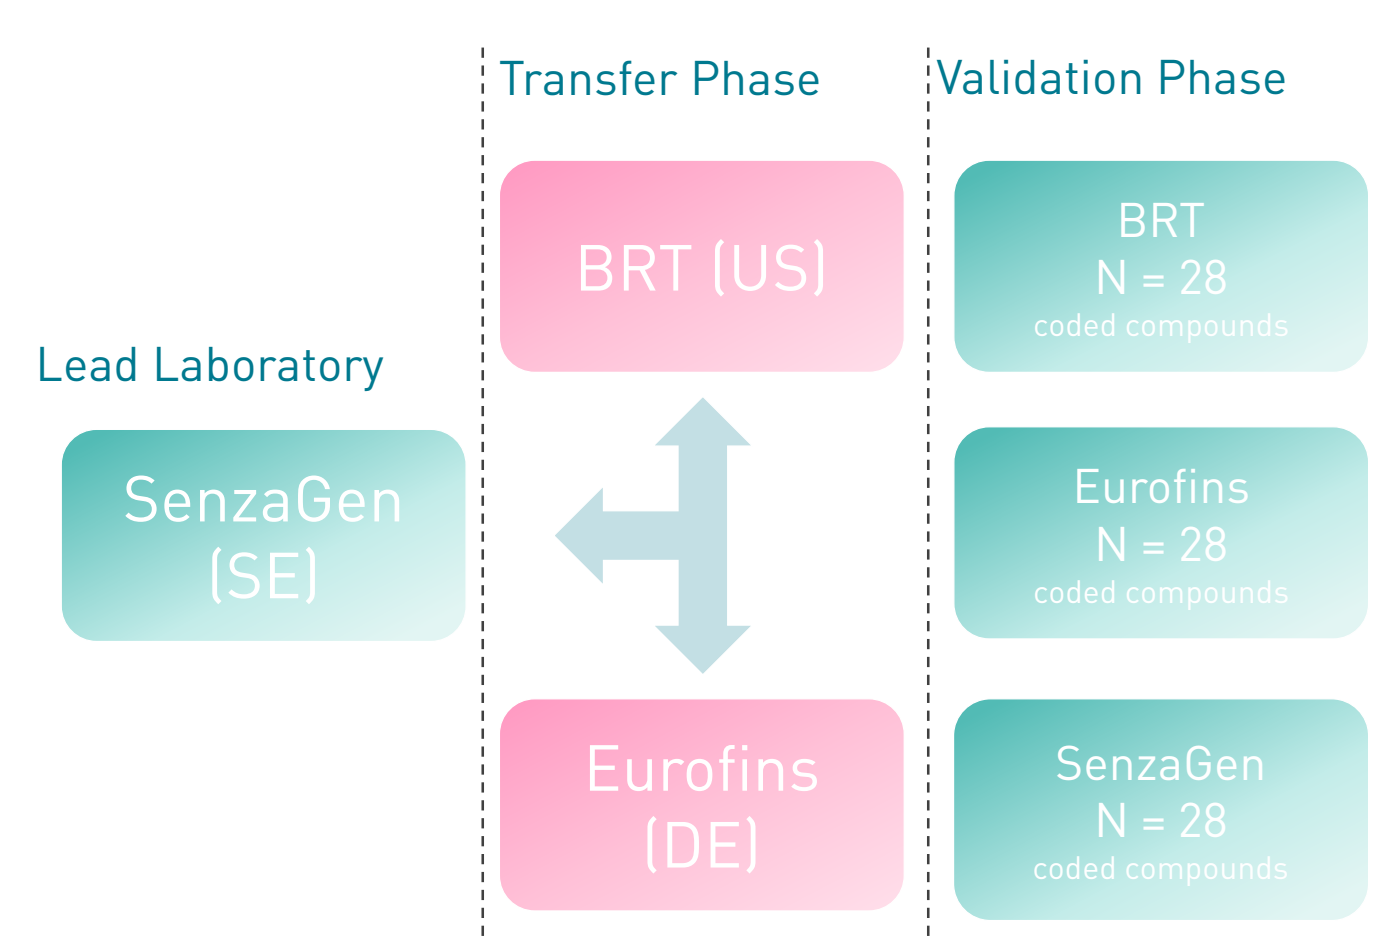 Lead Laboratory
SenzaGen
(SE)
Transfer Phase
BRT (US)
Eurofins
(DE)
Validation Phase
BRT
N = 28
coded compounds
Eurofins
N = 28
coded compounds
SenzaGen
N = 28
coded compounds